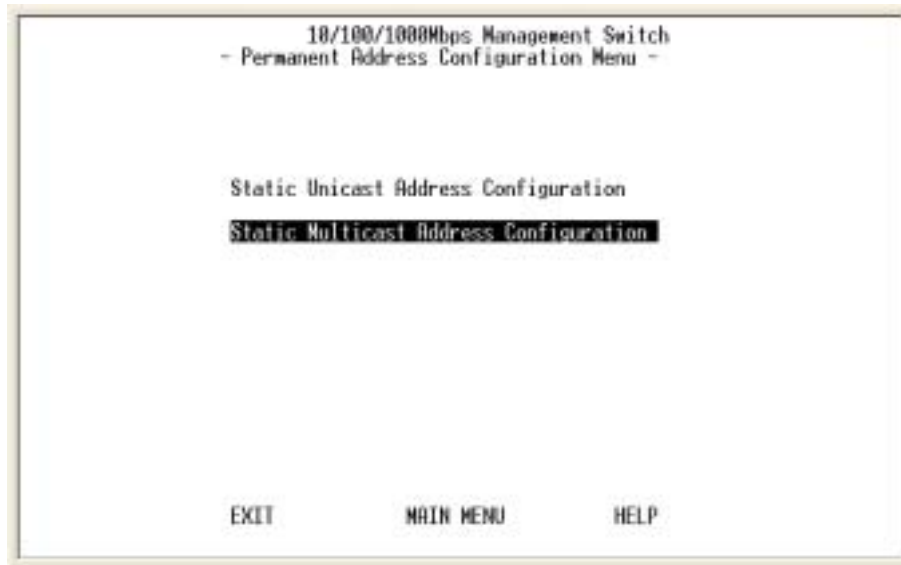 10/100/1000Mbps Management Switch
- Permanent Address Configuration Menu -
Static Unicast Address Configuration
Static Multicast Address Configuration
EXIT MAIN MENU HELP